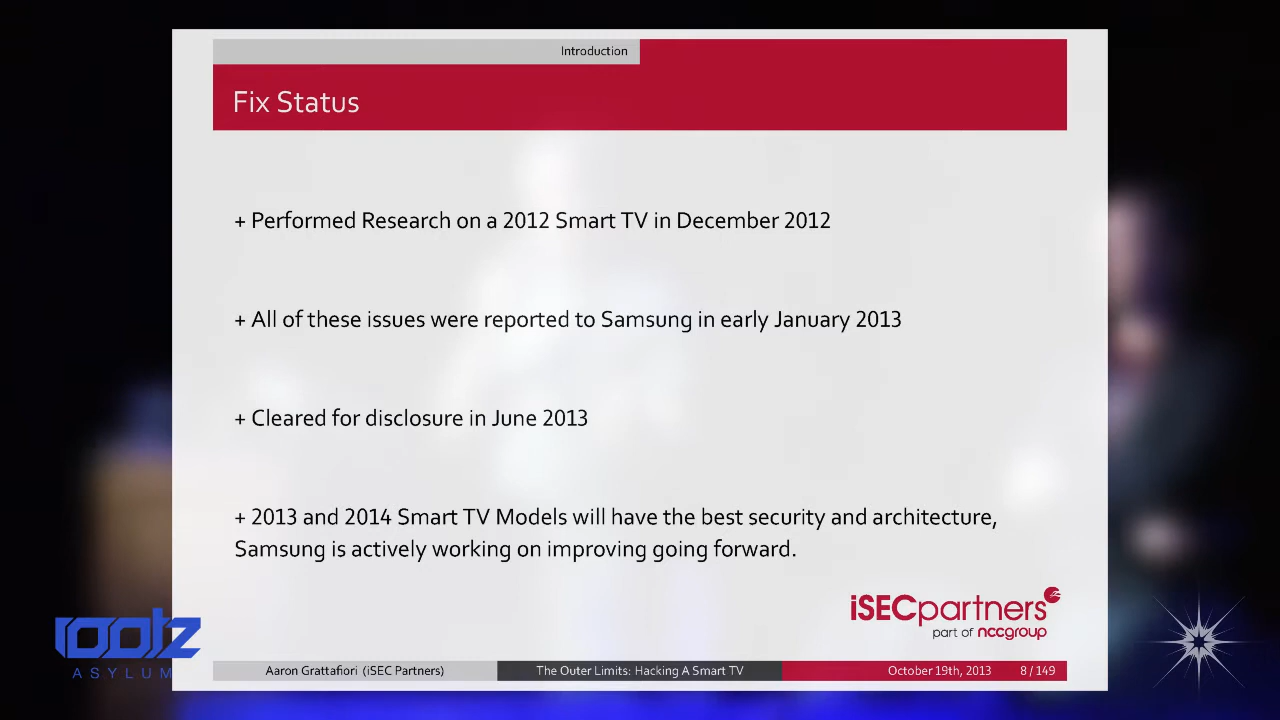 Introduction
Fix Status
+ Performed Research on a 2012 Smart TV in December 2012
+ All of these issues were reported to Samsung in early January 2013
+ Cleared for disclosure in June 2013
+ 2013 and 2014 Smart TV Models will have the best security and architecture,
Samsung is actively working on improving going forward.
iSECpartners
part of nccgroup
Aaron Grattafiori (iSEC Partners) The Outer Limits: Hacking A Smart TV October 19th, 2013 8 / 149
rootz
ASYLUM